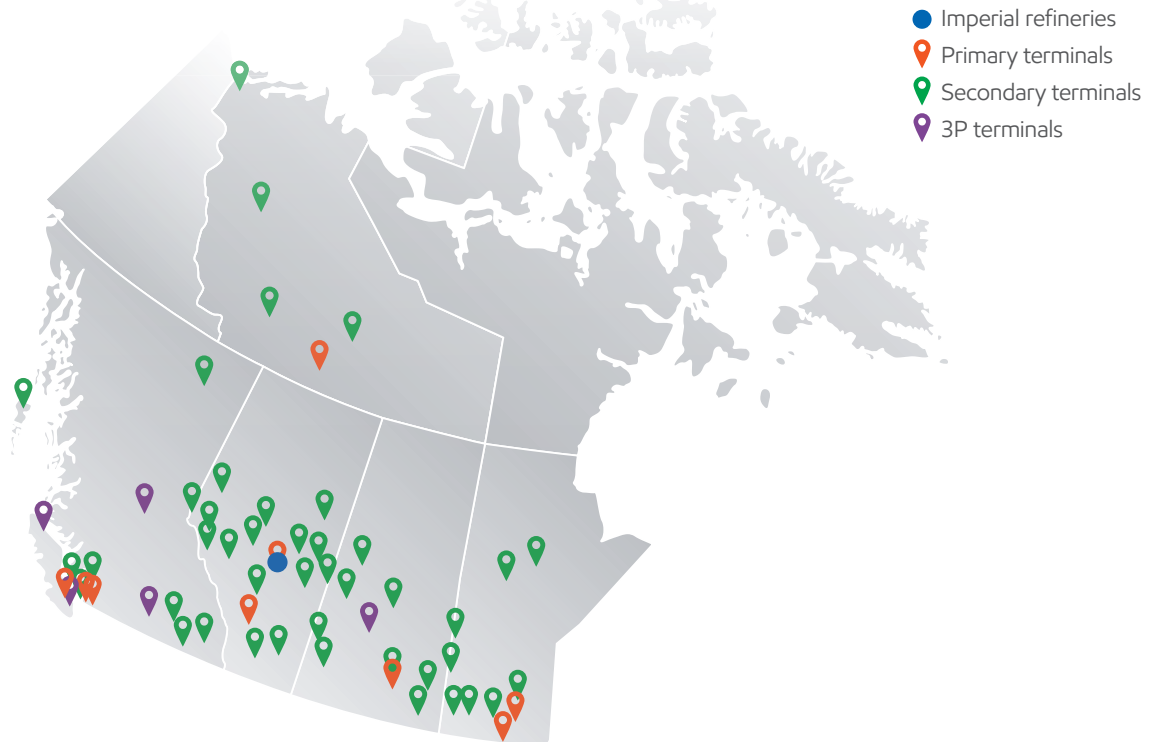 Imperial refineries
Primary terminals
Secondary terminals
3P terminals